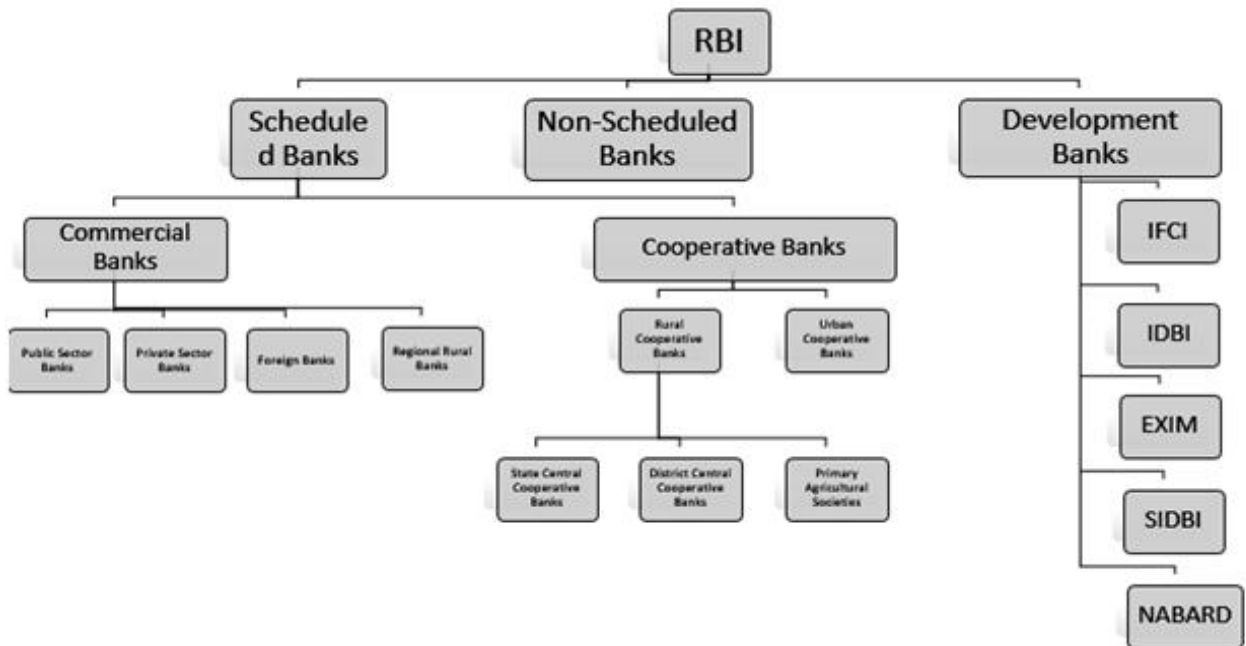 RBI
Schedule
d Banks
Non-Scheduled
Banks
Development
Banks
Commercial
Banks
Cooperative Banks
IFCI
Public Sector
Banks
Private Sector
Banks
Foreign Banks
Regional Rural
Banks
Rural
Cooperative
Banks
Urban
Cooperative
Banks
IDBI
EXIM
State Central
Cooperative
Banks
District Central
Cooperative
Banks
Primary
Agricultural
Societies
SIDBI
NABARD